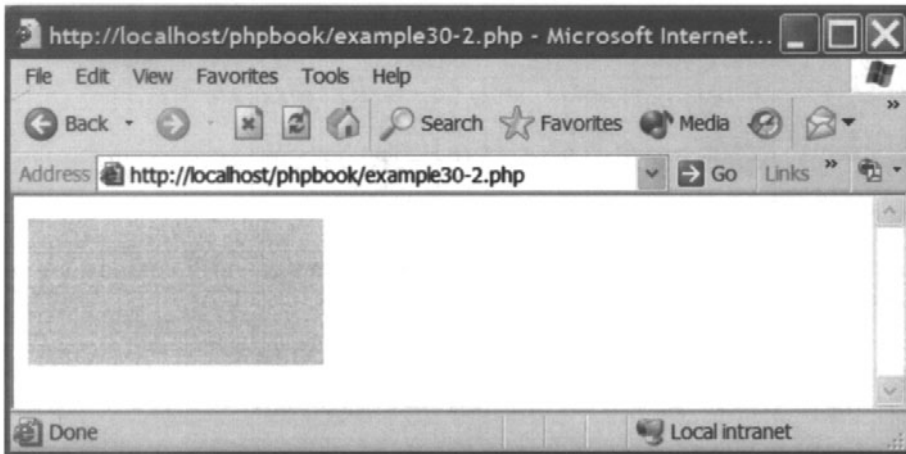 http://localhost/phpbook/example30-2.php - Microsoft Internet...
File Edit View Favorites Tools Help
Back Search Favorites Media »
Address http://localhost/phpbook/example30-2.php Go Links »
Done Local intranet